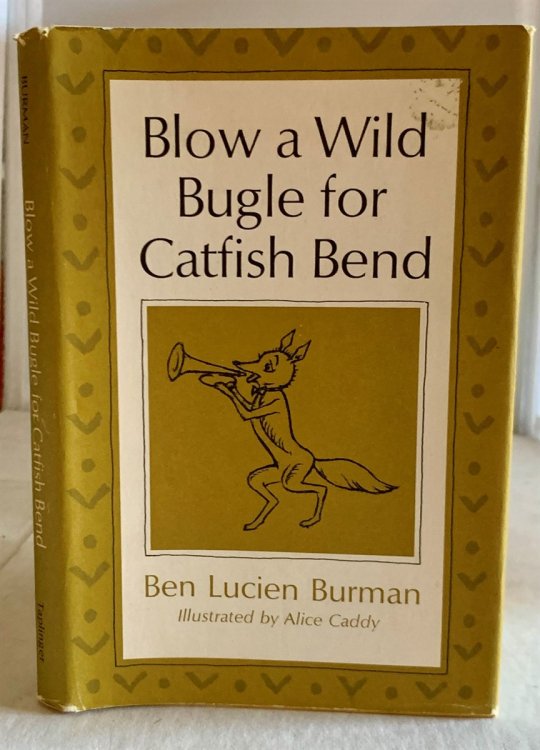 Blow a Wild
Bugle for
Catfish Bend
Ben Lucien Burman
Illustrated by Alice Caddy
BURMAN
Blow a Wild Bugle for Catfish Bend
Taplinger